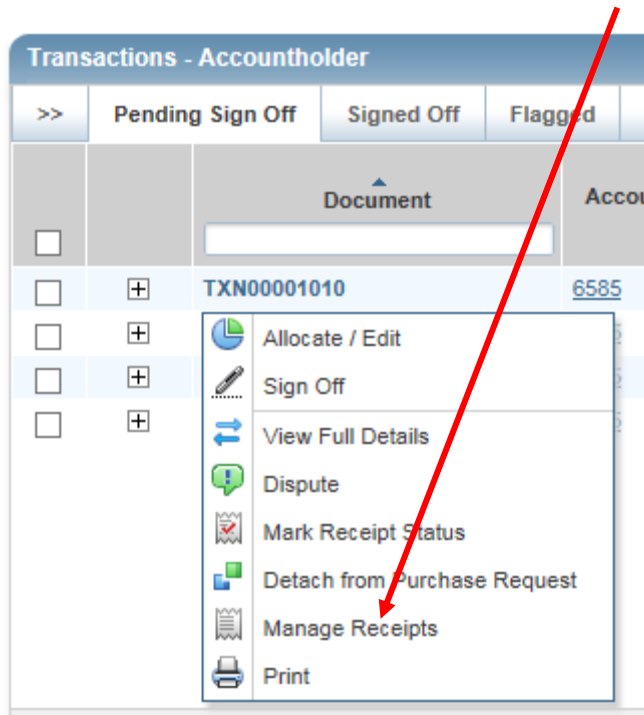 Transactions - Accountholder
>> Pending Sign Off Signed Off Flagged
Document
TXN00001010 6585
Allocate / Edit
Sign Off
View Full Details
Dispute
Mark Receipt Status
Detach from Purchase Request
Manage Receipts
Print